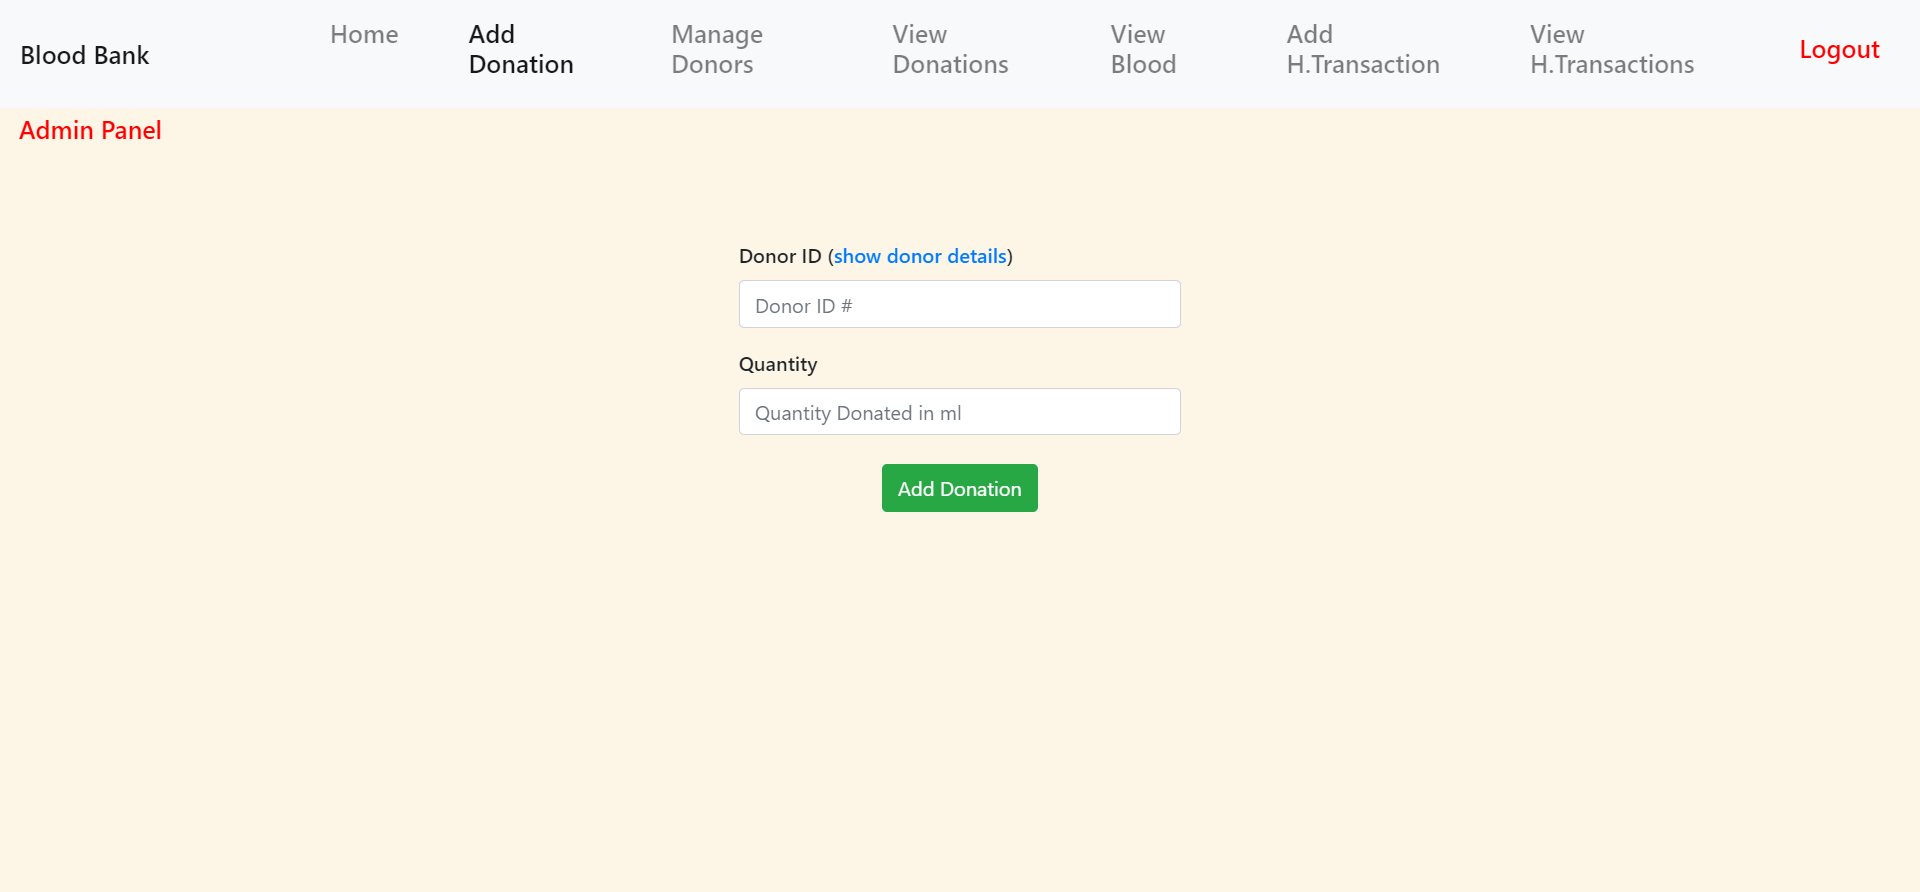 Blood Bank
Home
Add
Donation
Manage
Donors
View
Donations
View
Blood
Add
H.Transaction
View
H.Transactions
Logout
Admin Panel
Donor ID (show donor details)
Donor ID #
Quantity
Quantity Donated in ml
Add Donation